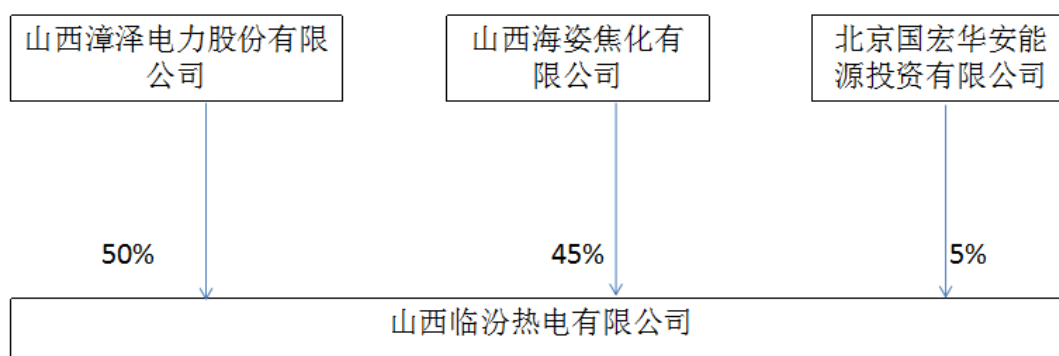 山西漳泽电力股份有限
公司
山西海姿焦化有
限公司
北京国宏华安能
源投资有限公司
50%
45%
5%
山西临汾热电有限公司